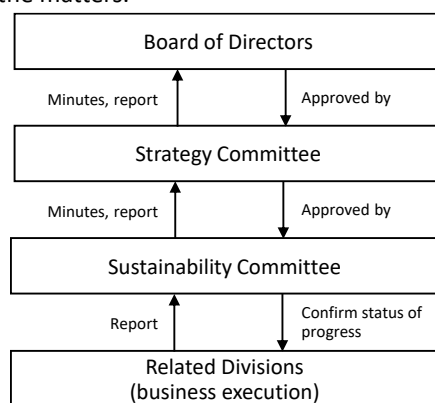 the matters.
Board of Directors
Minutes, report
Approved by
Strategy Committee
Minutes, report
Approved by
Sustainability Committee
Report
Confirm status of
progress
Related Divisions
(business execution)